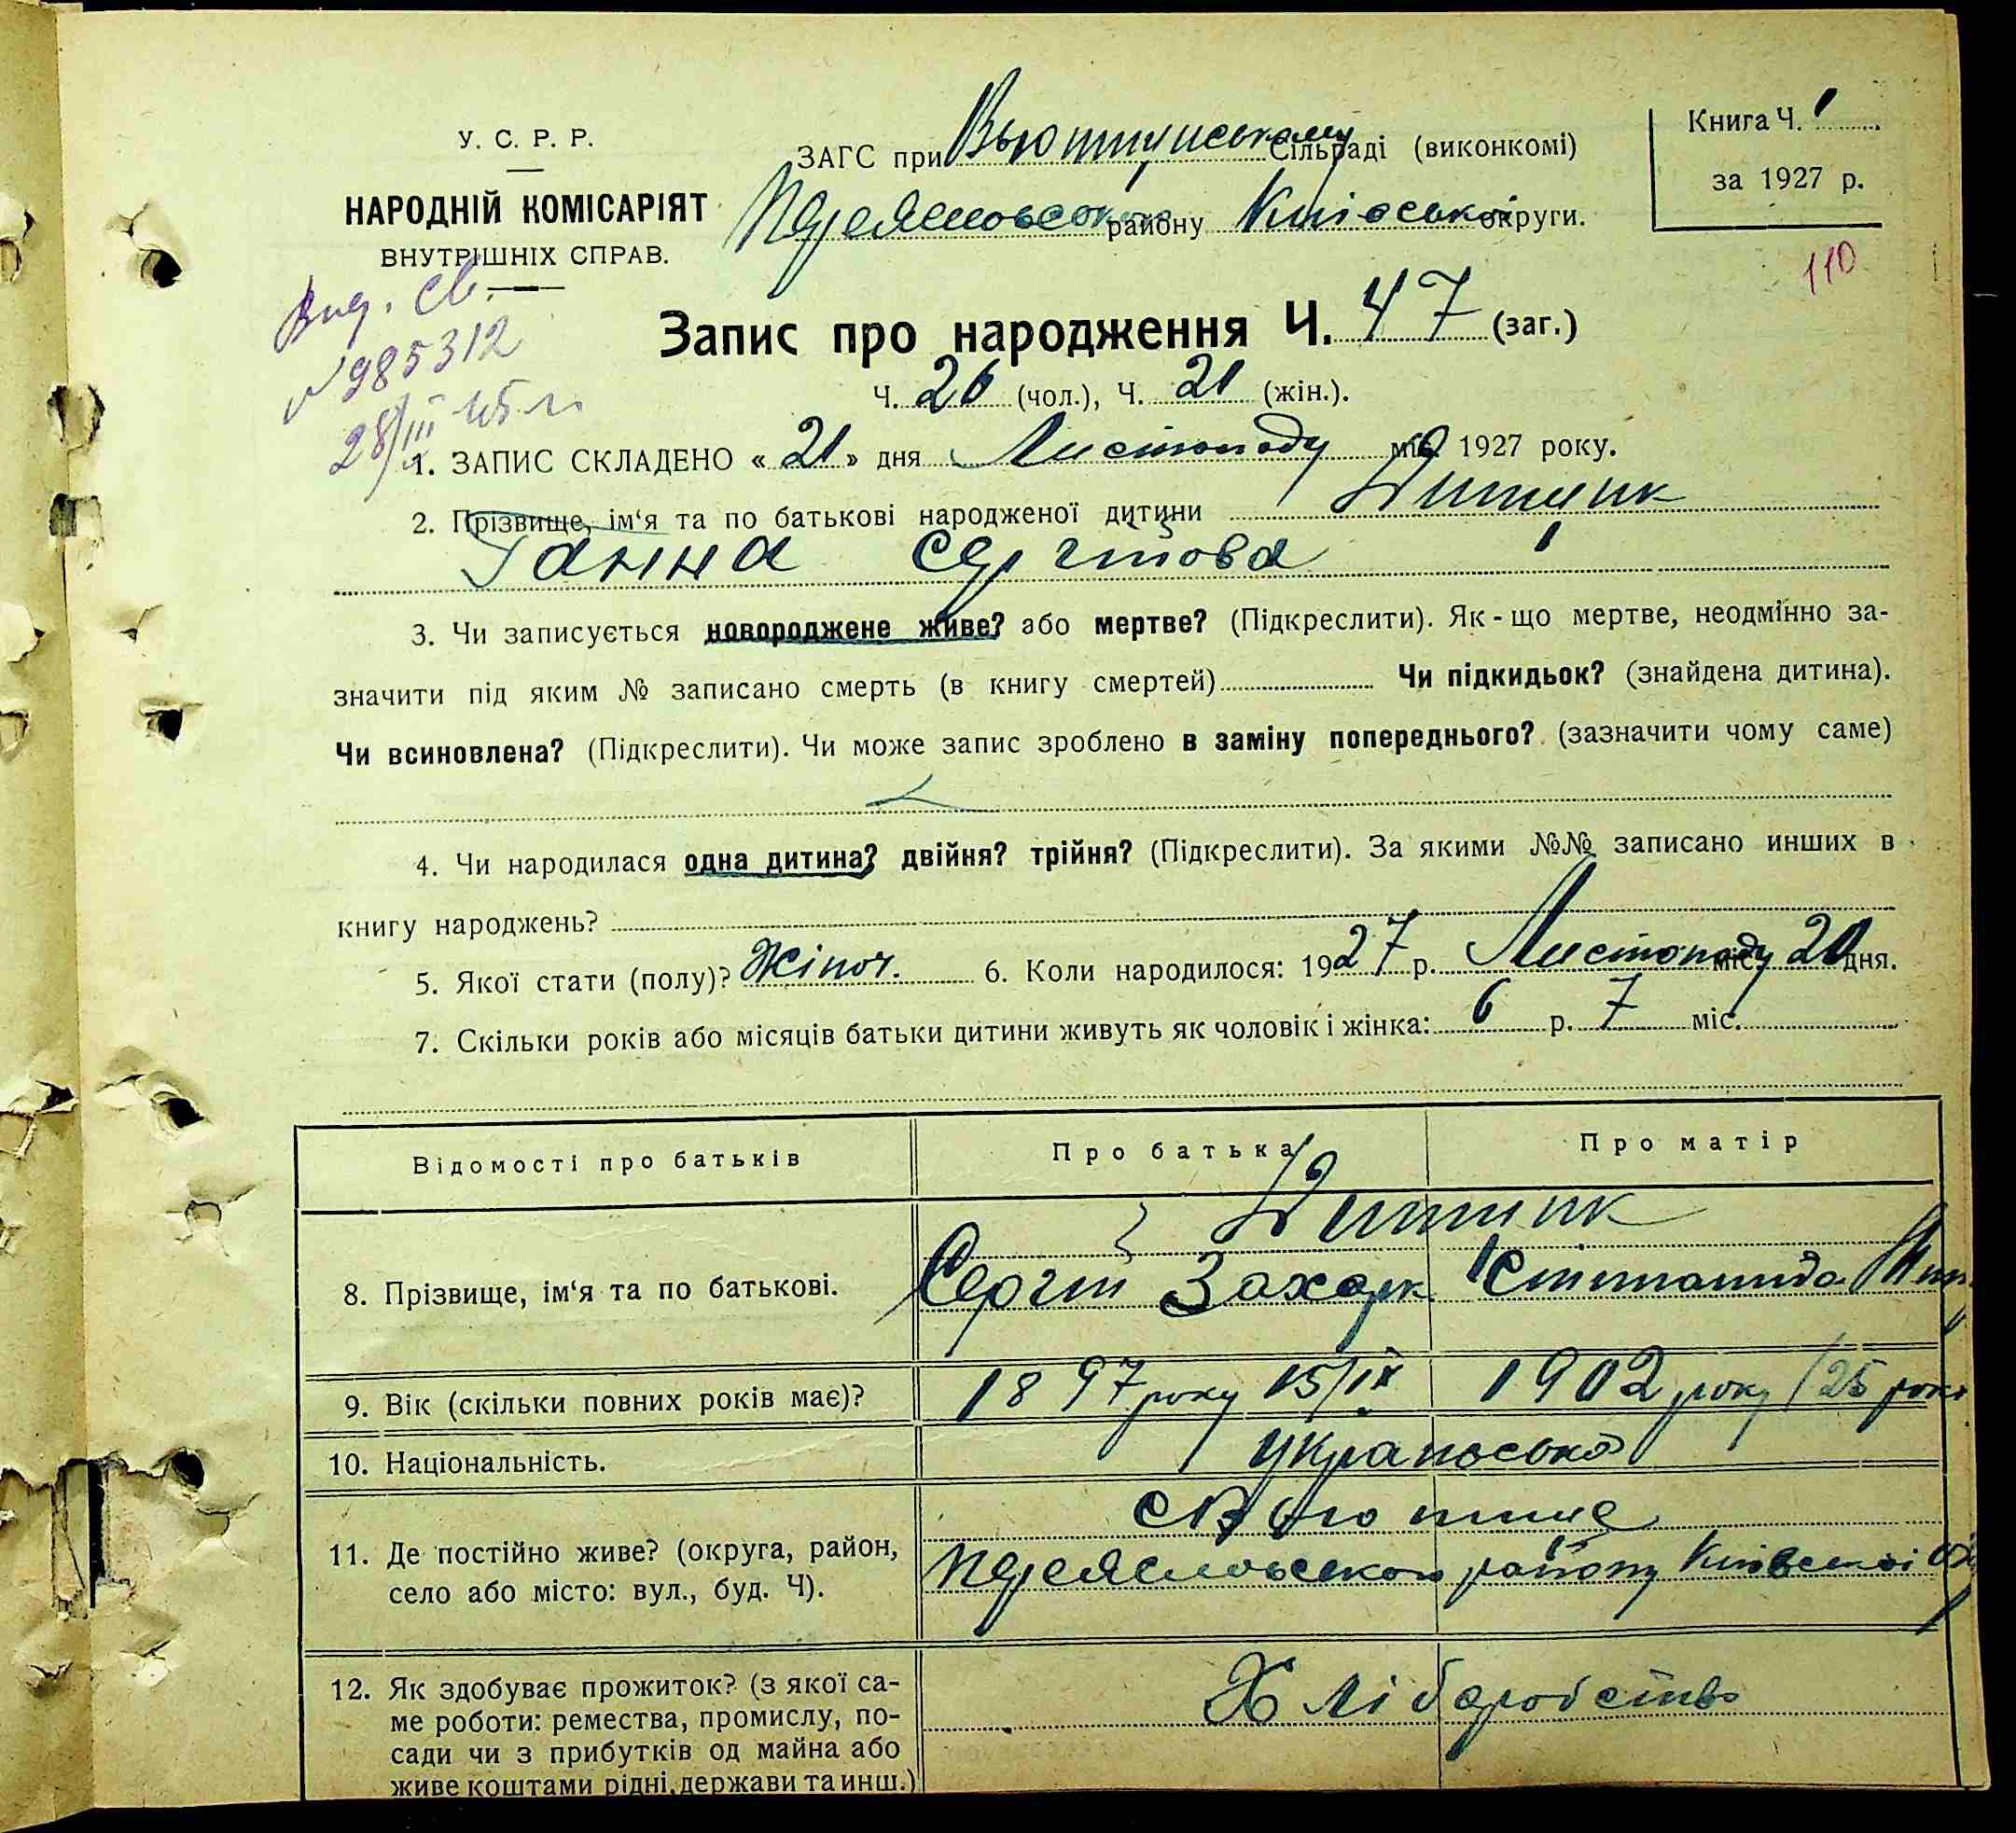 У. С. Р. Р.
НАРОДНІЙ КОМІСАРІЯТ
ВНУТРІШНІХ СПРАВ.
ЗАГС при Вьюнищському Сільраді (виконкомі)
Переяславськ району Київської округи.
Книга Ч. 1
за 1927 р.
110
Вид. св.
№ 985312
28/III 45 г.
Запис про народження Ч. 47 (заг.)
Ч. 26 (чол.), Ч. 21 (жін.).
1. ЗАПИС СКЛАДЕНО « 21 » дня Листопаду міс. 1927 року.
2. Прізвище, ім‘я та по батькові народженої дитини
Ганна Сергіїова
3. Чи записується новороджене живе? або мертве? (Підкреслити). Як - що мертве, неодмінно за-
значити під яким № записано смерть (в книгу смертей) Чи підкидьок? (знайдена дитина).
Чи всиновлена? (Підкреслити). Чи може запис зроблено в заміну попереднього? (зазначити чому саме)
4. Чи народилася одна дитина? двійня? трійня? (Підкреслити). За якими №№ записано инших в
книгу народжень?
5. Якої стати (полу)? Жіноч. 6. Коли народилося: 1927 р. Листопаду міс. 20 дня.
7. Скільки років або місяців батьки дитини живуть як чоловік і жінка: 6 р. 7 міс.
Відомості про батьків Про батька Про матір
8. Прізвище, ім‘я та по батькові.
Сергій Захарк
9. Вік (скільки повних років має)? 1897 року 15/IX 1902 року (25 рок
10. Національність. Українська
11. Де постійно живе? (округа, район,
село або місто: вул., буд. Ч).
Переяславського району Київської
12. Як здобуває прожиток? (з якої са-
ме роботи: ремества, промислу, по-
сади чи з прибутків од майна або
живе коштами рідні, держави та инш.)
Хліборобство